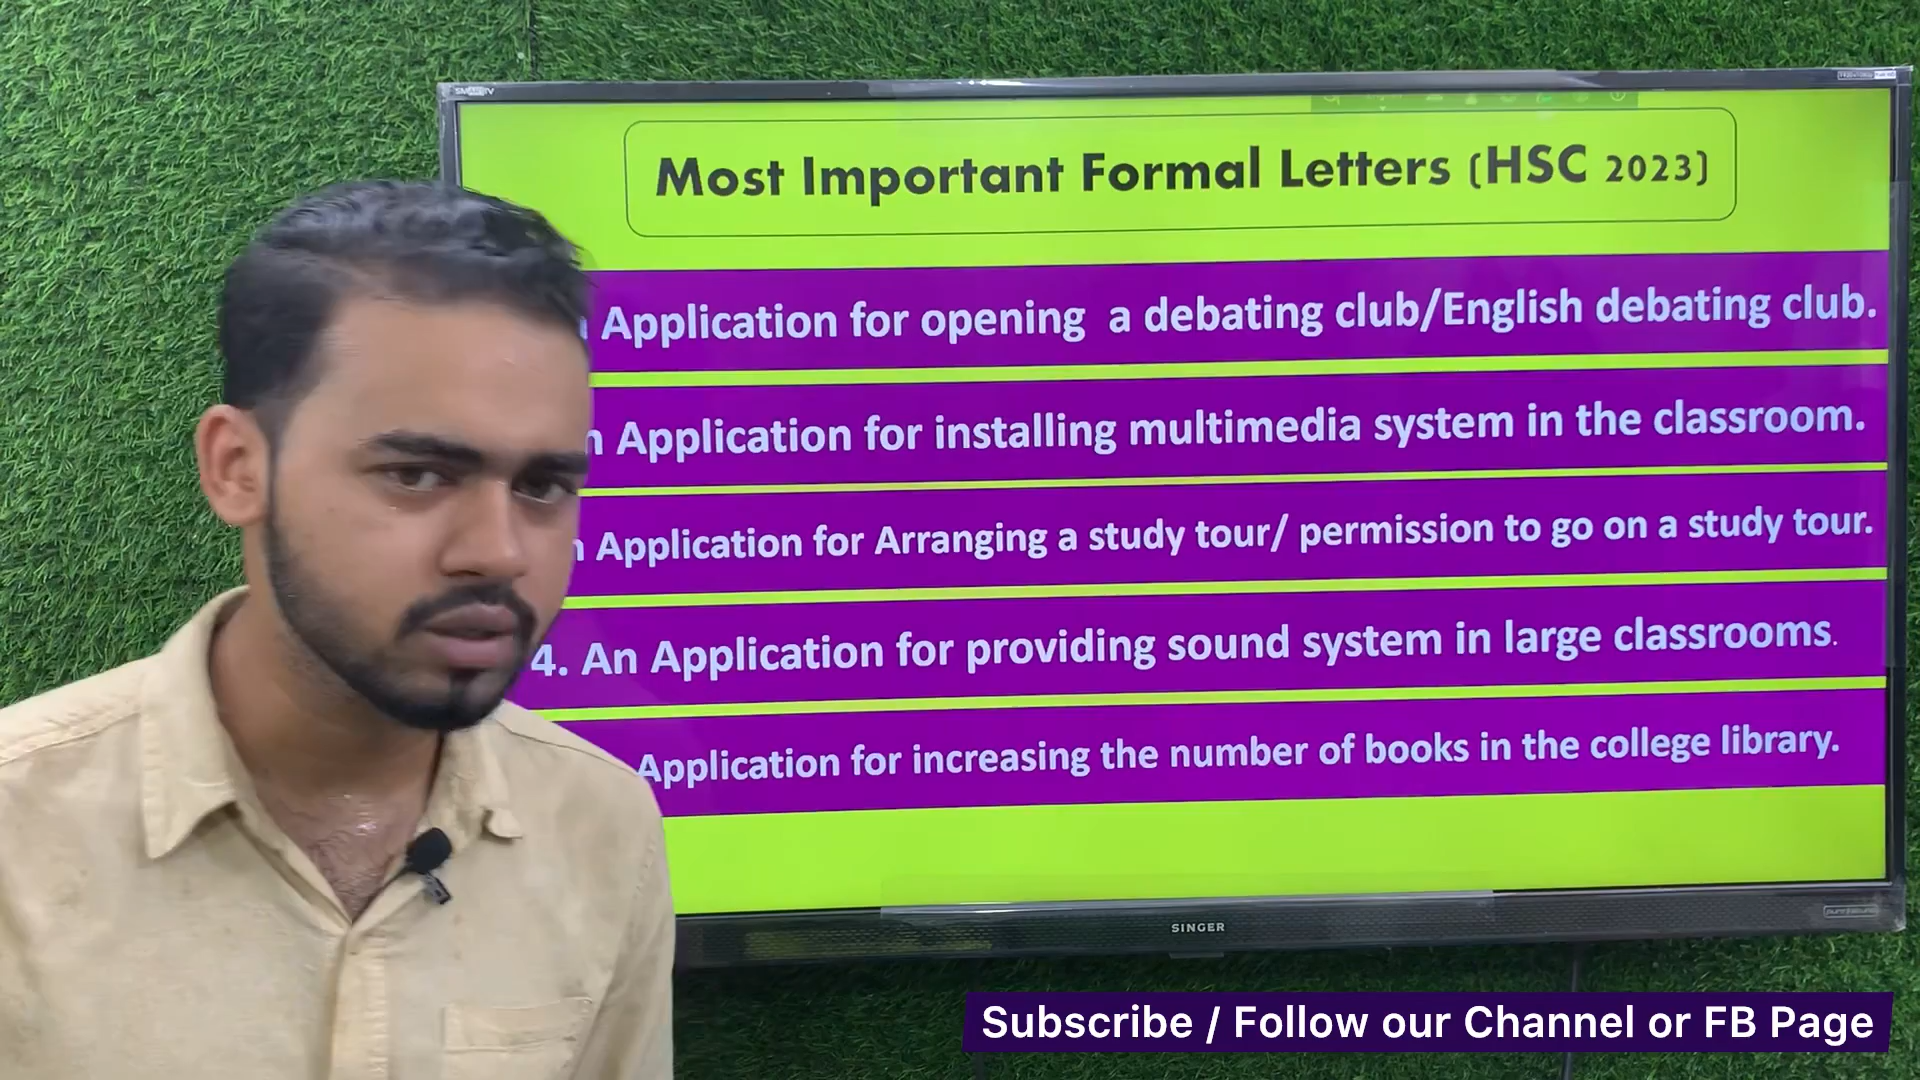 SMART TV
Most Important Formal Letters (HSC 2023)
Application for opening a debating club/English debating club.
Application for installing multimedia system in the classroom.
Application for Arranging a study tour/ permission to go on a study tour.
4. An Application for providing sound system in large classrooms.
Application for increasing the number of books in the college library.
SINGER
Subscribe / Follow our Channel or FB Page